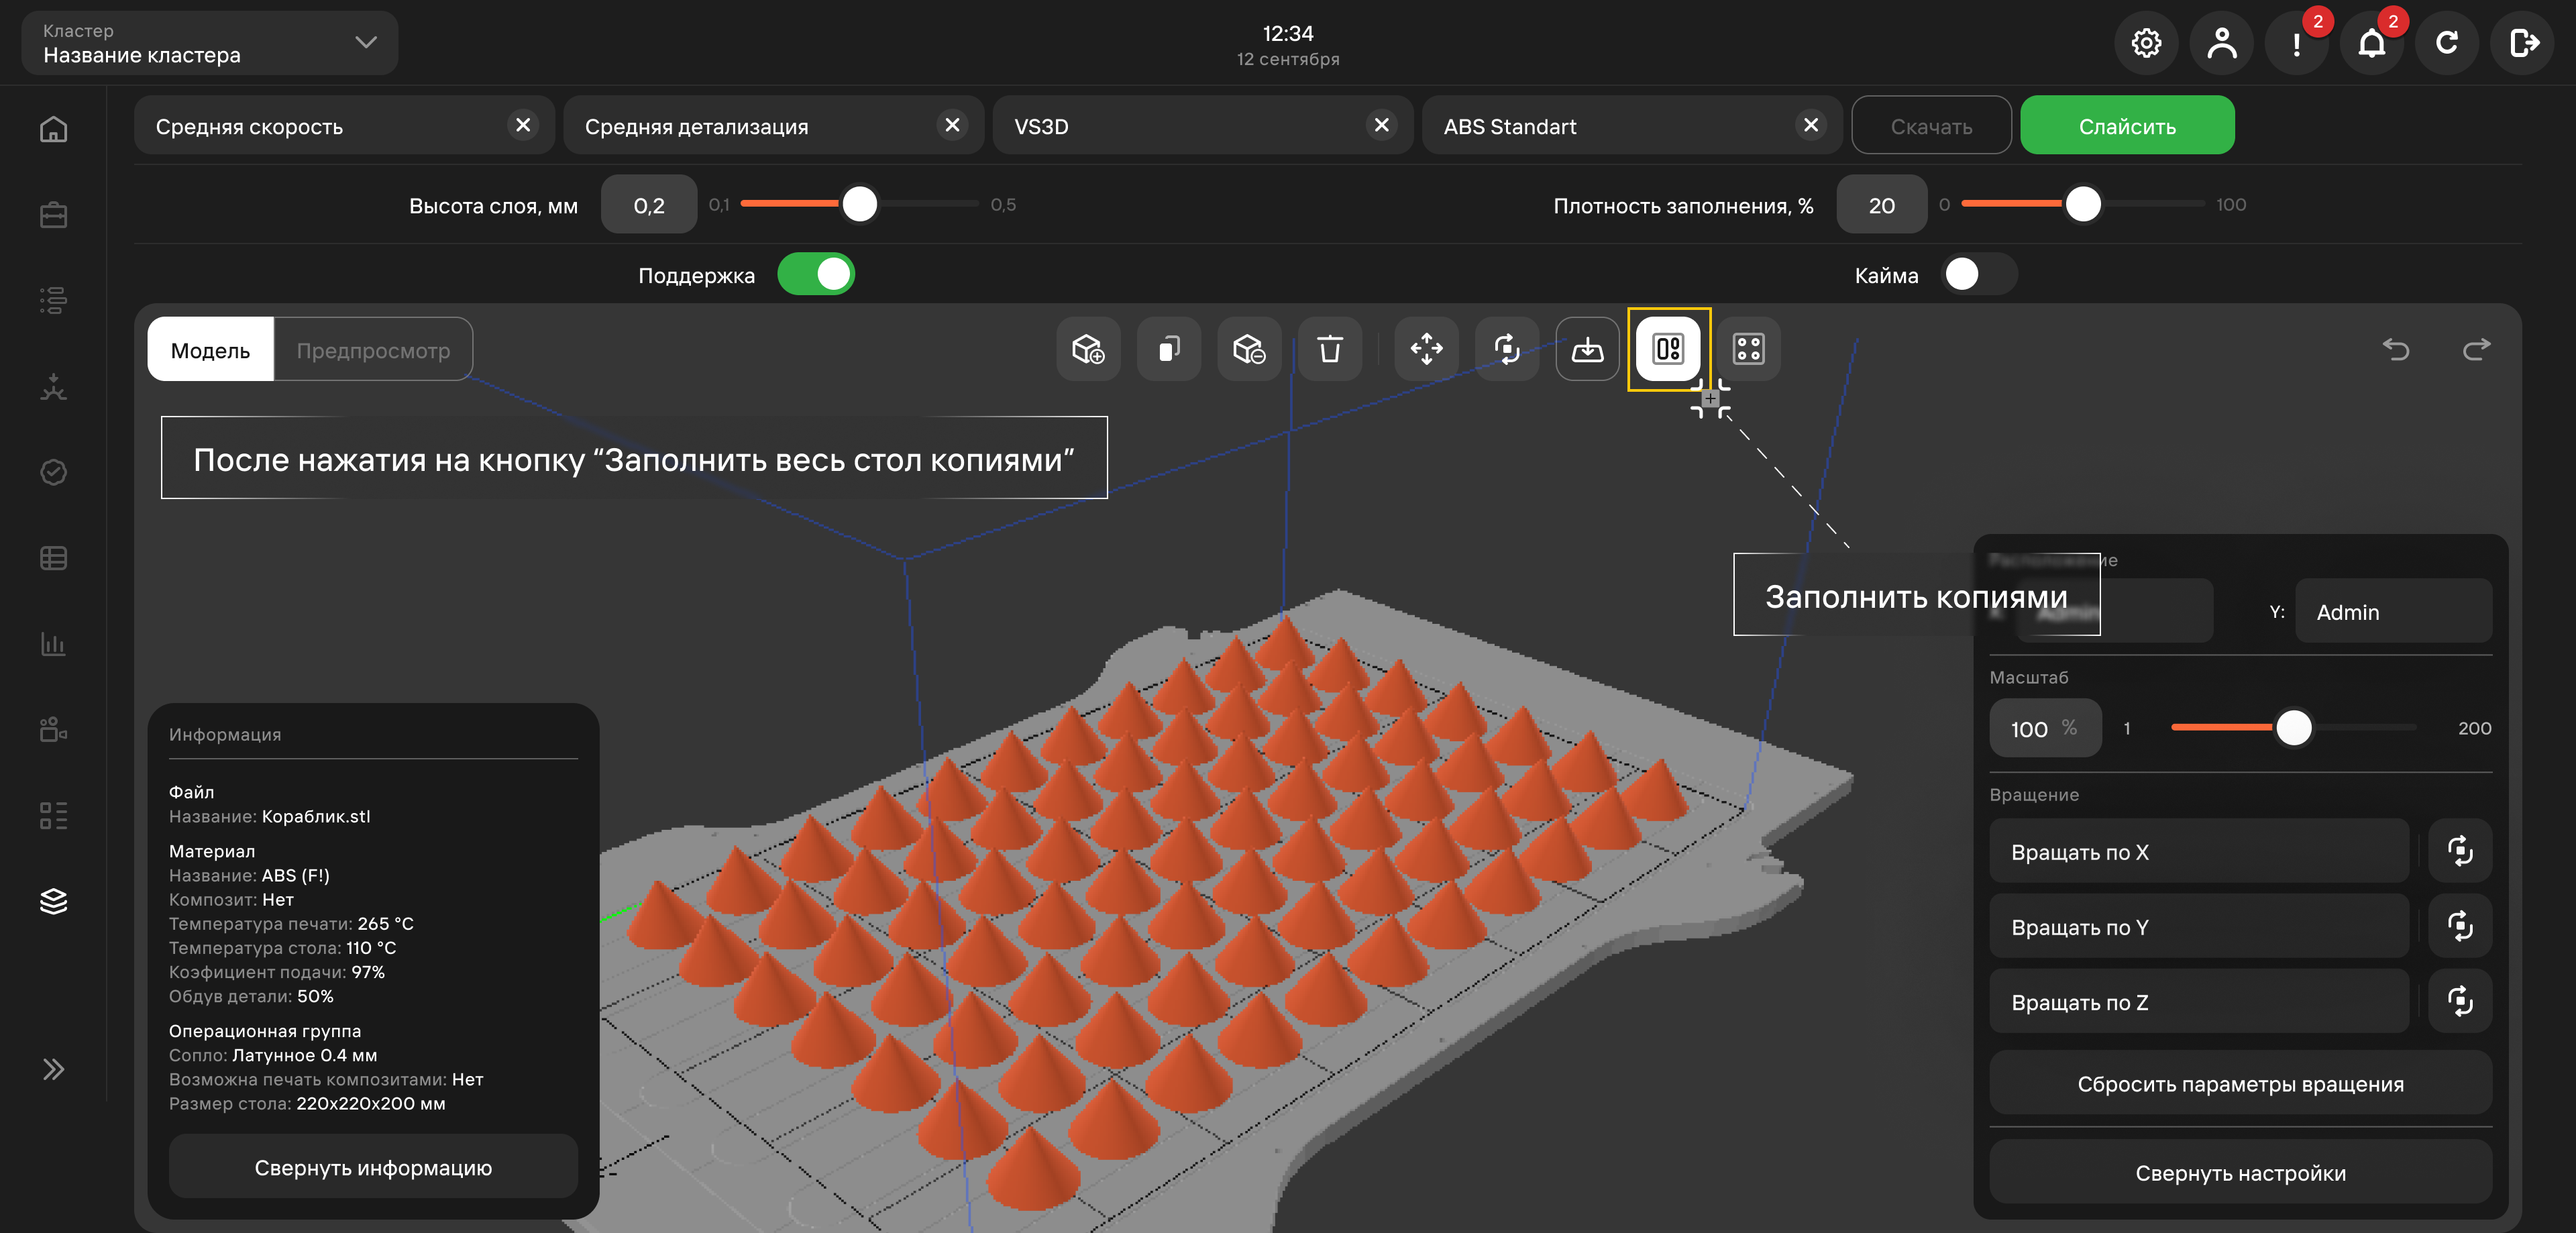 Кластер
Название кластера
12:34
12 сентября
2
2
Средняя скорость
Средняя детализация
VS3D
ABS Standart
Скачать
Слайсить
Высота слоя, мм
0,2
0,1
0,5
Плотность заполнения, %
20
0
100
Поддержка
Кайма
Модель
Предпросмотр
После нажатия на кнопку “Заполнить весь стол копиями”
Заполнить копиями
Расположение
Admin
Y:
Admin
Масштаб
100 %
1
200
Вращение
Вращать по X
Вращать по Y
Вращать по Z
Сбросить параметры вращения
Свернуть настройки
Информация
Файл
Название: Кораблик.stl
Материал
Название: ABS (F!)
Композит: Нет
Температура печати: 265 °C
Температура стола: 110 °C
Коэфициент подачи: 97%
Обдув детали: 50%
Операционная группа
Сопло: Латунное 0.4 мм
Возможна печать композитами: Нет
Размер стола: 220x220x200 мм
Свернуть информацию